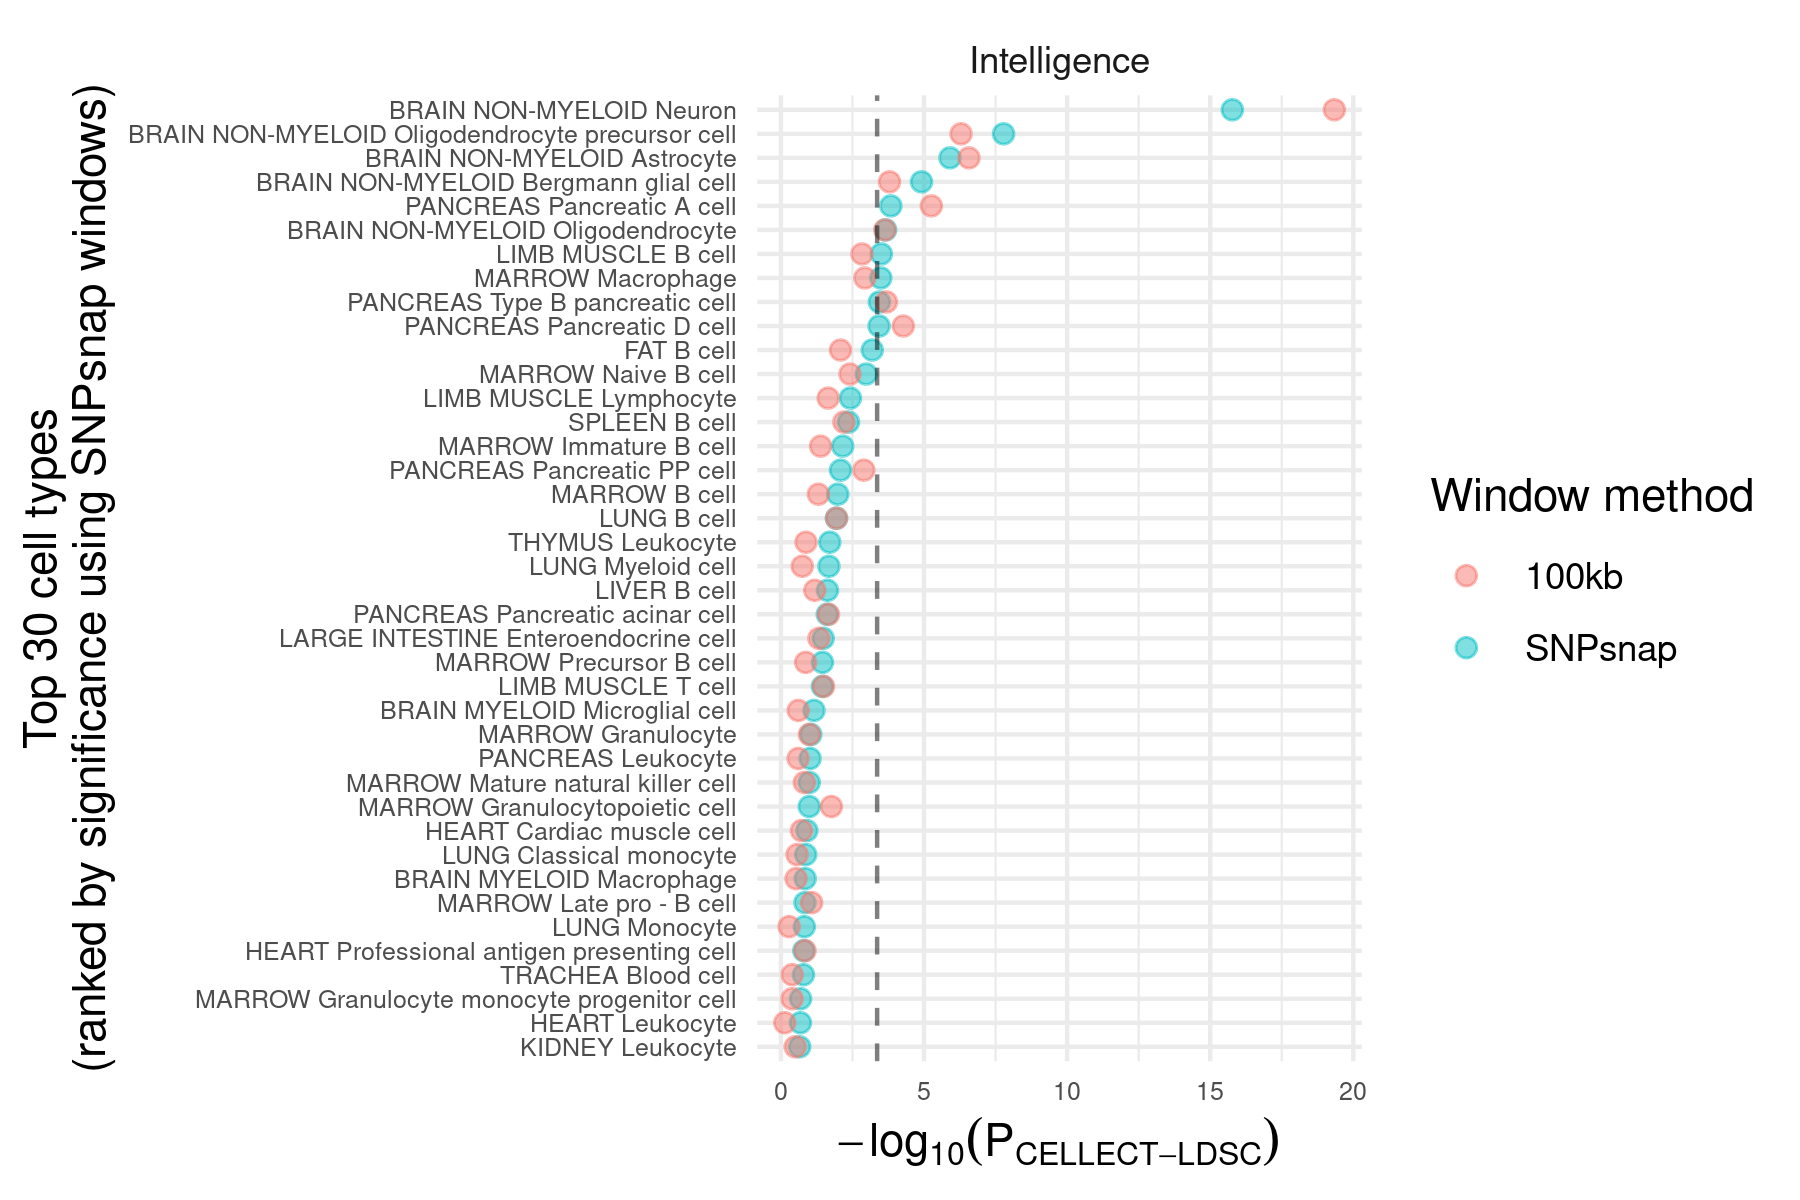 Intelligence
Top 30 cell types
(ranked by significance using SNPsnap windows)
BRAIN NON-MYELOID Neuron
BRAIN NON-MYELOID Oligodendrocyte precursor cell
BRAIN NON-MYELOID Astrocyte
BRAIN NON-MYELOID Bergmann glial cell
PANCREAS Pancreatic A cell
BRAIN NON-MYELOID Oligodendrocyte
LIMB MUSCLE B cell
MARROW Macrophage
PANCREAS Type B pancreatic cell
PANCREAS Pancreatic D cell
FAT B cell
MARROW Naive B cell
LIMB MUSCLE Lymphocyte
SPLEEN B cell
MARROW Immature B cell
PANCREAS Pancreatic PP cell
MARROW B cell
LUNG B cell
THYMUS Leukocyte
LUNG Myeloid cell
LIVER B cell
PANCREAS Pancreatic acinar cell
LARGE INTESTINE Enteroendocrine cell
MARROW Precursor B cell
LIMB MUSCLE T cell
BRAIN MYELOID Microglial cell
MARROW Granulocyte
PANCREAS Leukocyte
MARROW Mature natural killer cell
MARROW Granulocytopoietic cell
HEART Cardiac muscle cell
LUNG Classical monocyte
BRAIN MYELOID Macrophage
MARROW Late pro - B cell
LUNG Monocyte
HEART Professional antigen presenting cell
TRACHEA Blood cell
MARROW Granulocyte monocyte progenitor cell
HEART Leukocyte
KIDNEY Leukocyte
0 5 10 15 20
−log10(PCELLECT−LDSC)
Window method
100kb
SNPsnap